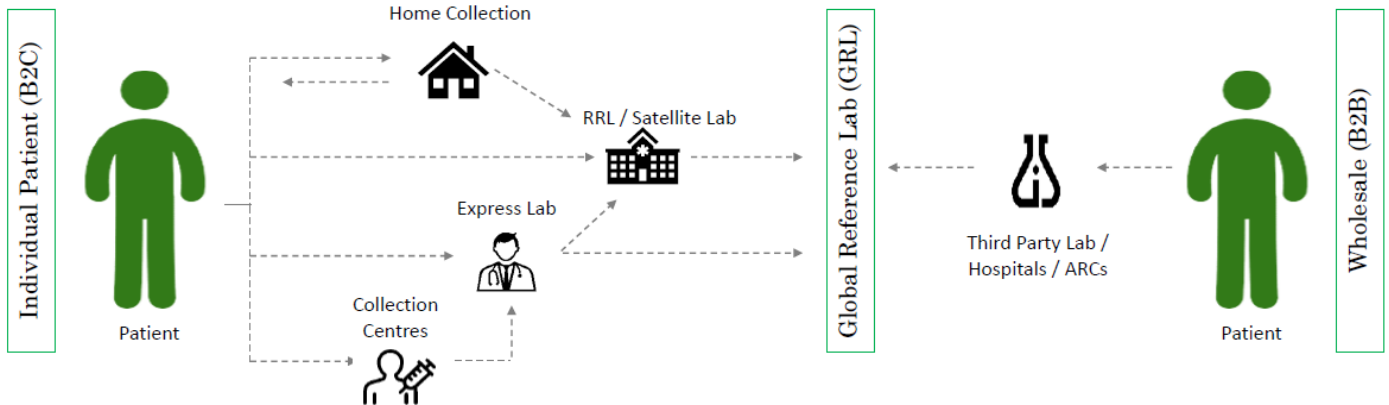 Individual Patient (B2C)
Patient
Home Collection
RRL / Satellite Lab
Express Lab
Collection
Centres
Global Reference Lab (GRL)
Third Party Lab /
Hospitals / ARCs
Patient
Wholesale (B2B)